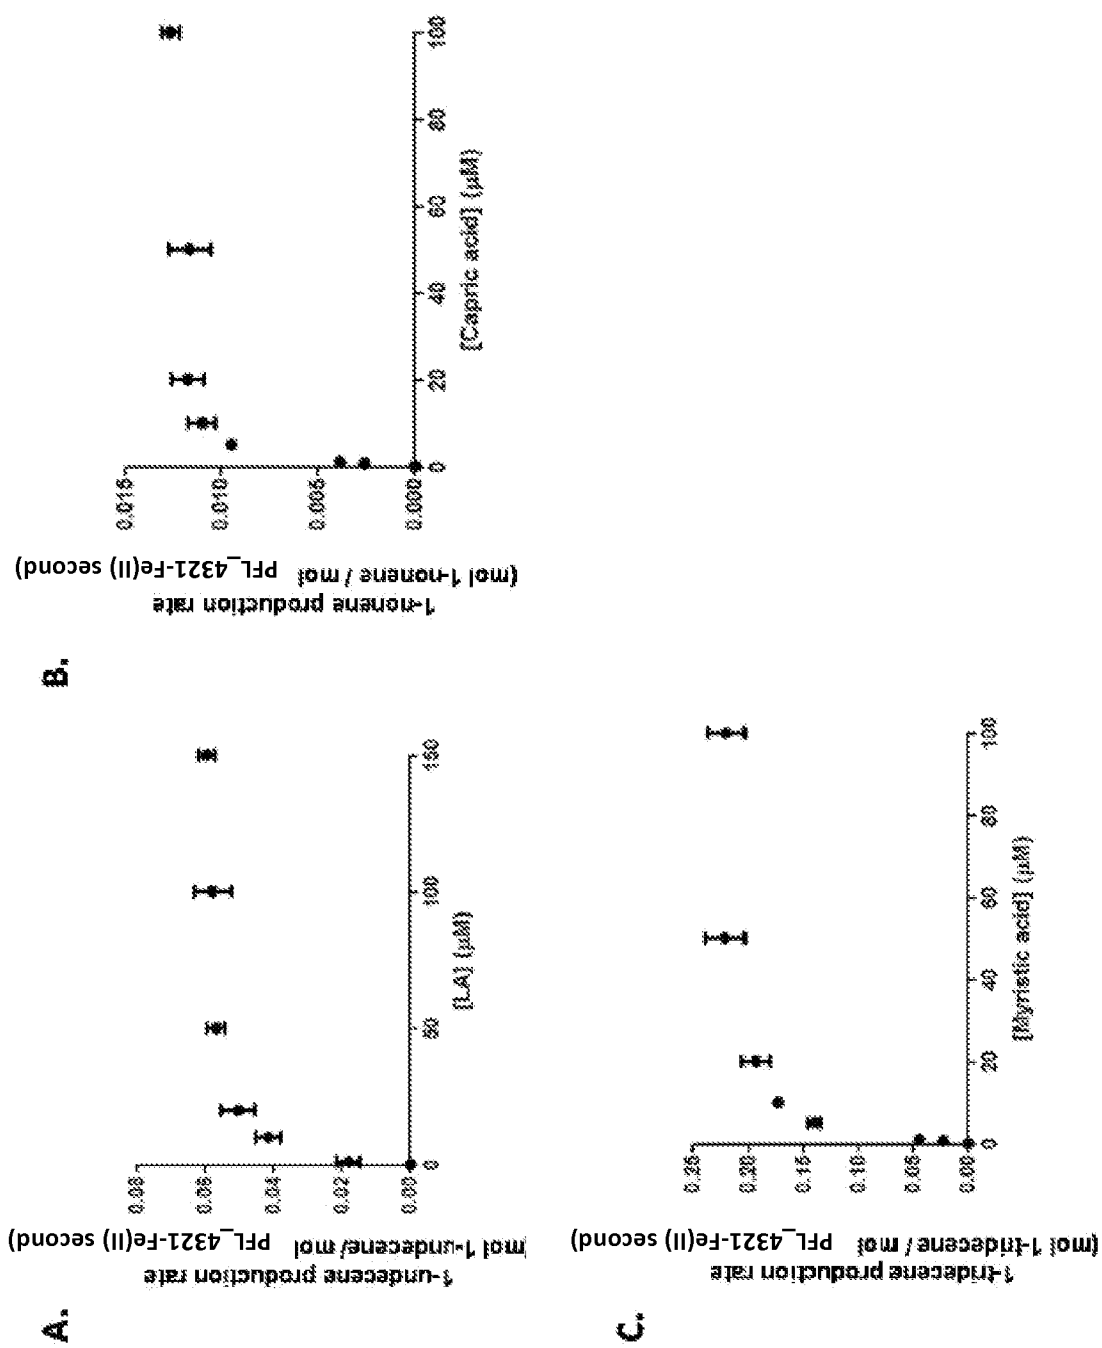 A.
1-undecene production rate
mol 1-undecene/mol PFL_4321-Fe(II) second)
0.08
0.06
0.04
0.02
0.00
0
50
100
150
[LA] (µM)
B.
1-nonene production rate
(mol 1-nonene / mol PFL_4321-Fe(II) second)
0.015
0.010
0.005
0.000
0
20
40
60
80
100
[Capric acid] (µM)
C.
1-tridecene production rate
(mol 1-tridecene / mol PFL_4321-Fe(II) second)
0.25
0.20
0.15
0.10
0.05
0.00
0
20
40
60
80
100
[Myristic acid] (µM)